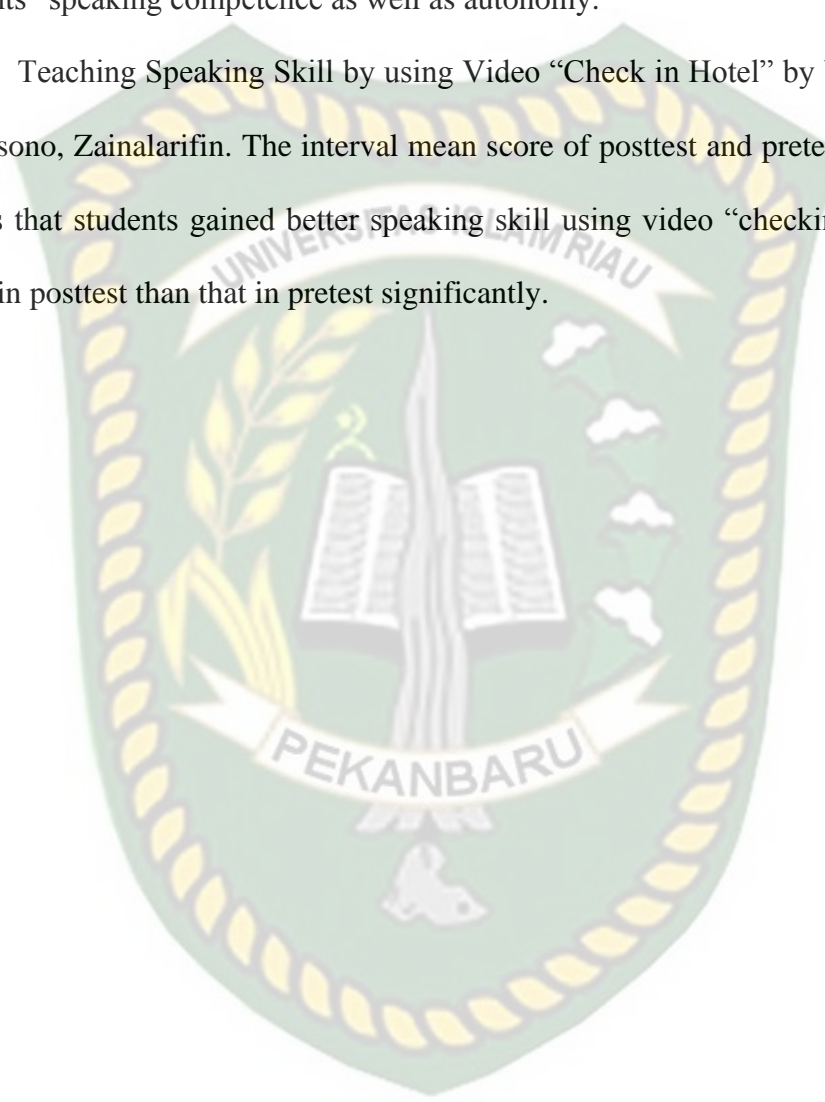 speaking competence as well as autonomy.
Teaching Speaking Skill by using Video “Check in Hotel” by
sono, Zainalarifin. The interval mean score of posttest and prete
s that students gained better speaking skill using video “checkin
in posttest than that in pretest significantly.
UNIVERSITAS ISLAM RIAU
PEKANBARU